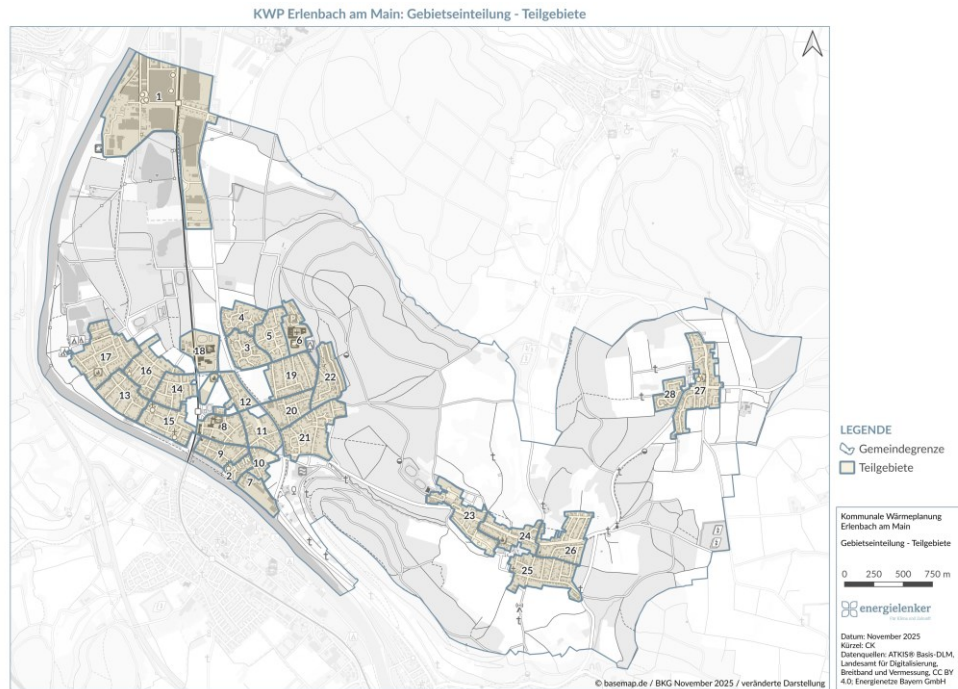 KWP Erlenbach am Main: Gebietseinteilung - Teilgebiete
1
4
5
6
18
3
17
16
19
22
14
13
12
20
15
8
11
21
9
10
2
7
28
27
23
24
26
25
LEGENDE
Gemeindegrenze
Teilgebiete
Kommunale Wärmeplanung
Erlenbach am Main
Gebietseinteilung - Teilgebiete
0 250 500 750 m
energielenker
Datum: November 2025
Kürzel: CK
Datenquellen: ATKIS® Basis-DLM,
Landesamt für Digitalisierung,
Breitband und Vermessung, CC BY
4.0; Energienetze Bayern GmbH
© basemap.de / BKG November 2025 / veränderte Darstellung